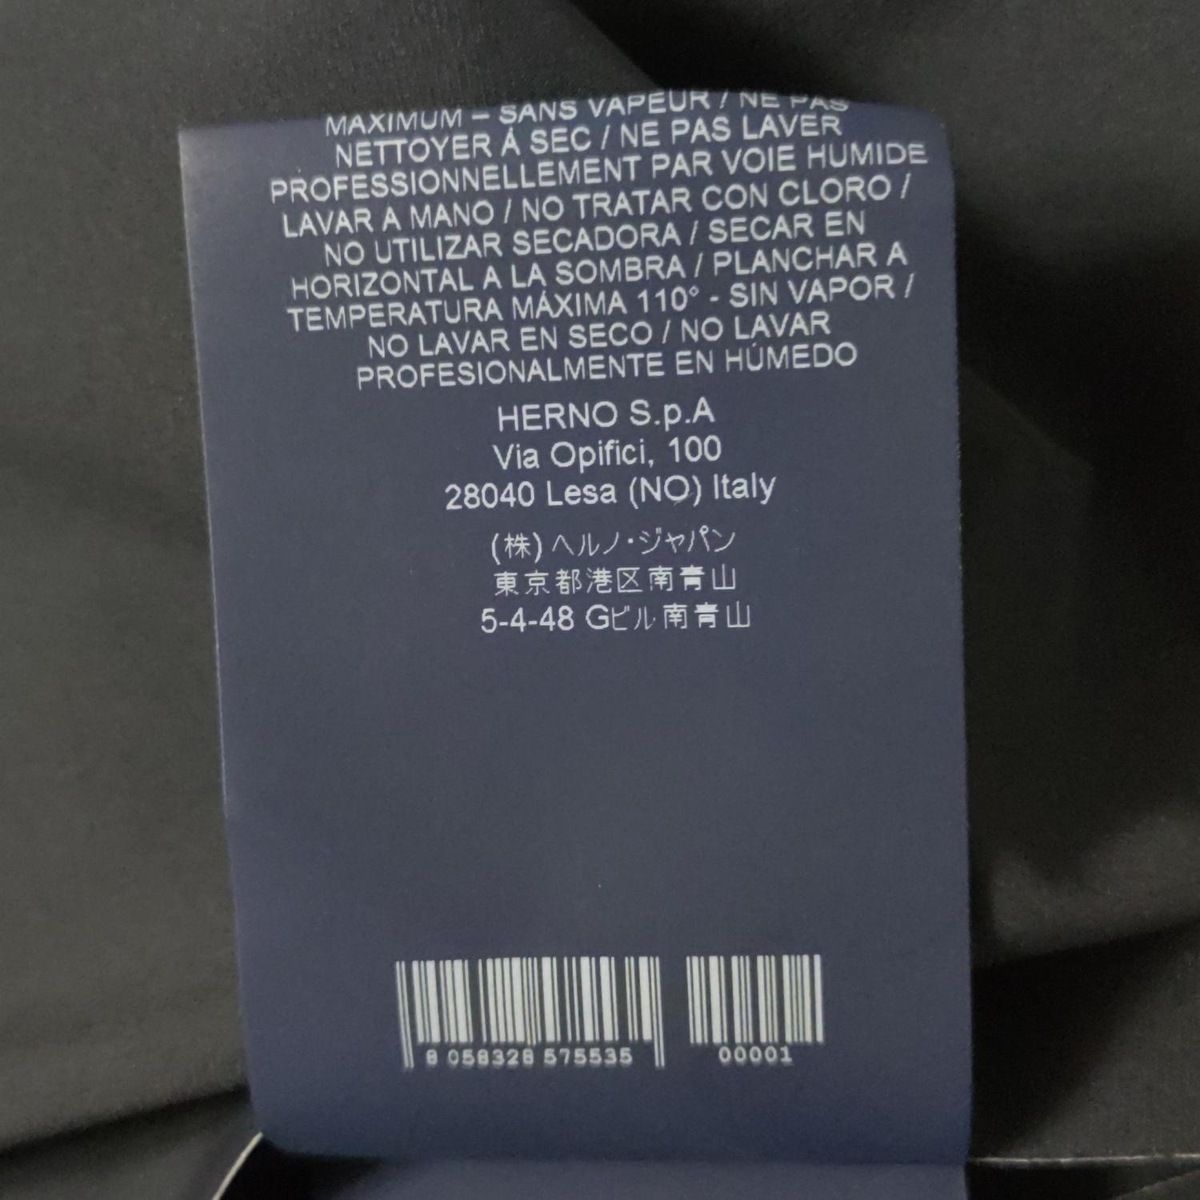 MAXIMUM – SANS VAPEUR / NE PAS
NETTOYER À SEC / NE PAS LAVER
PROFESSIONNELLEMENT PAR VOIE HUMIDE
LAVAR A MANO / NO TRATAR CON CLORO /
NO UTILIZAR SECADORA / SECAR EN
HORIZONTAL A LA SOMBRA / PLANCHAR A
TEMPERATURA MÁXIMA 110° - SIN VAPOR /
NO LAVAR EN SECO / NO LAVAR
PROFESIONALMENTE EN HÚMEDO
HERNO S.p.A
Via Opifici, 100
28040 Lesa (NO) Italy
(株) ヘルノ・ジャパン
東京都港区南青山
5-4-48 Gビル南青山
8 058328 575535 00001